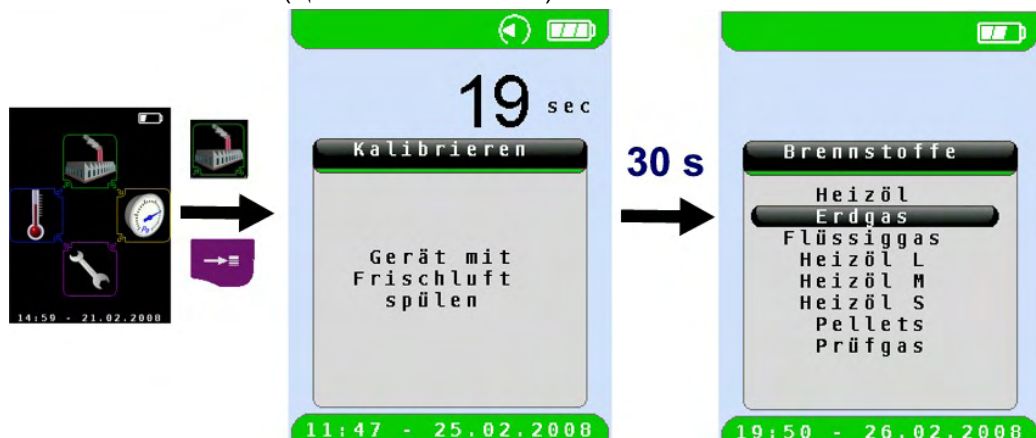 14:59 - 21.02.2008
19 sec
Kalibrieren
Gerät mit
Frischluft
spülen
11:47 - 25.02.2008
30 s
Brennstoffe
Heizöl
Erdgas
Flüssiggas
Heizöl L
Heizöl M
Heizöl S
Pellets
Prüfgas
19:50 - 26.02.2008